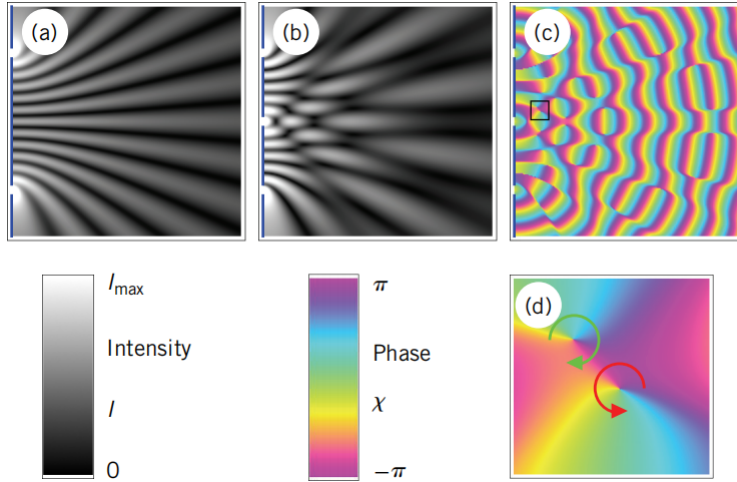 (a)
(b)
(c)
I_max
Intensity
I
0
π
Phase
χ
−π
(d)